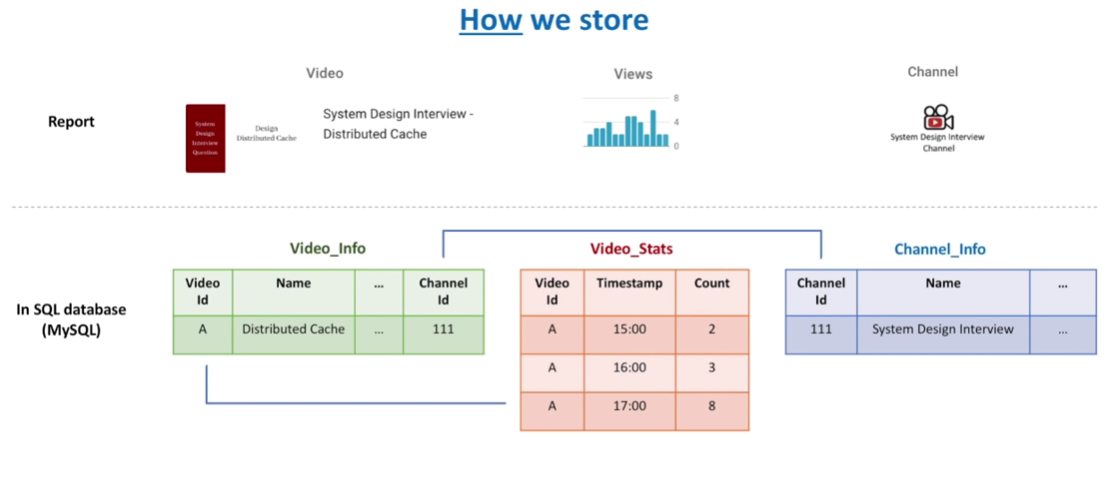 How we store
Video
Views
Channel
Report
System
Design
Interview
Question
Design
Distributed Cache
System Design Interview -
Distributed Cache
8
4
0
System Design Interview
Channel
In SQL database
(MySQL)
Video_Info
Video Id Name ... Channel Id
A Distributed Cache ... 111
Video_Stats
Video Id Timestamp Count
A 15:00 2
A 16:00 3
A 17:00 8
Channel_Info
Channel Id Name ...
111 System Design Interview ...